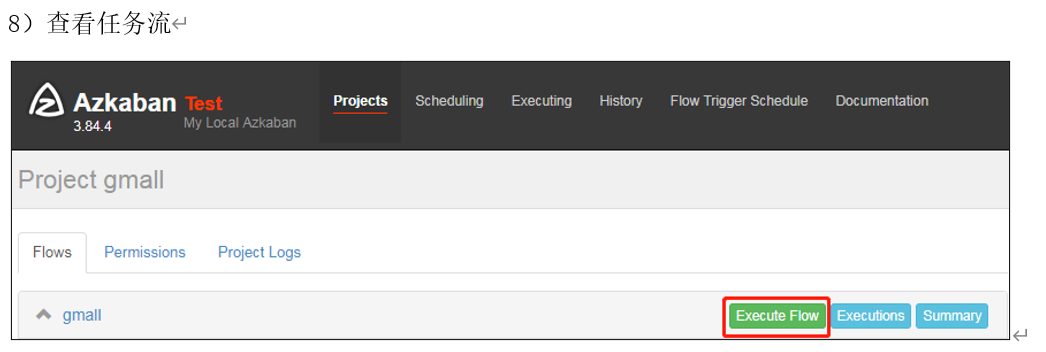 8）查看任务流↵
Azkaban Test
3.84.4 My Local Azkaban
Projects Scheduling Executing History Flow Trigger Schedule Documentation
Project gmall
Flows Permissions Project Logs
gmall Execute Flow Executions Summary
↵